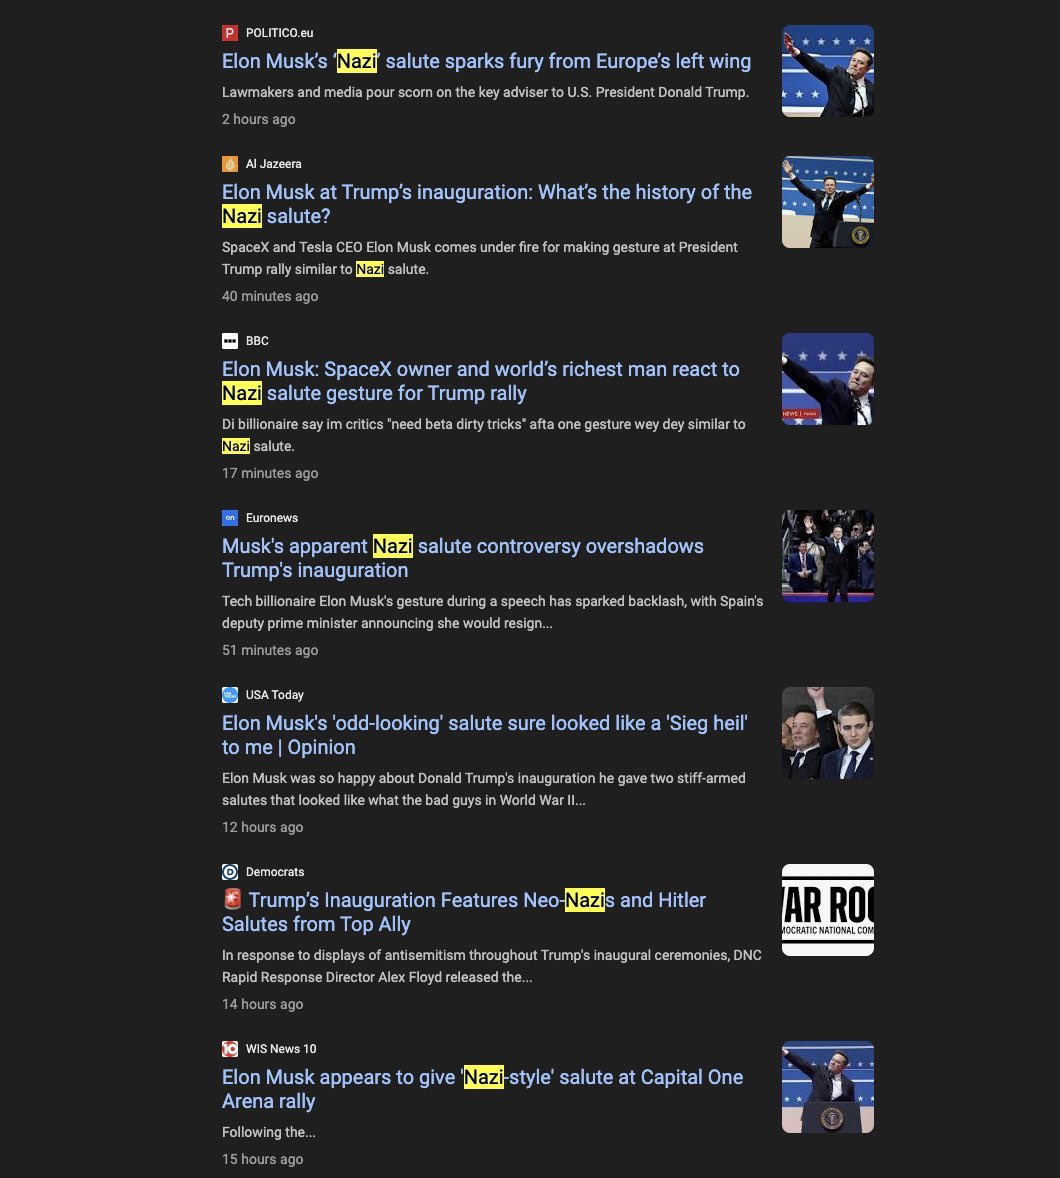 POLITICO.eu
Elon Musk’s ‘Nazi’ salute sparks fury from Europe’s left wing
Lawmakers and media pour scorn on the key adviser to U.S. President Donald Trump.
2 hours ago
Al Jazeera
Elon Musk at Trump’s inauguration: What’s the history of the
Nazi salute?
SpaceX and Tesla CEO Elon Musk comes under fire for making gesture at President
Trump rally similar to Nazi salute.
40 minutes ago
BBC
Elon Musk: SpaceX owner and world’s richest man react to
Nazi salute gesture for Trump rally
Di billionaire say im critics "need beta dirty tricks" afta one gesture wey dey similar to
Nazi salute.
NEWS | PIDGIN
17 minutes ago
Euronews
Musk's apparent Nazi salute controversy overshadows
Trump's inauguration
Tech billionaire Elon Musk's gesture during a speech has sparked backlash, with Spain's
deputy prime minister announcing she would resign...
51 minutes ago
USA Today
Elon Musk's 'odd-looking' salute sure looked like a 'Sieg heil'
to me | Opinion
Elon Musk was so happy about Donald Trump's inauguration he gave two stiff-armed
salutes that looked like what the bad guys in World War II...
12 hours ago
Democrats
🚨 Trump’s Inauguration Features Neo-Nazis and Hitler
Salutes from Top Ally
In response to displays of antisemitism throughout Trump's inaugural ceremonies, DNC
Rapid Response Director Alex Floyd released the...
14 hours ago
WAR ROO
MOCRATIC NATIONAL COM
WIS News 10
Elon Musk appears to give 'Nazi-style' salute at Capital One
Arena rally
Following the...
15 hours ago